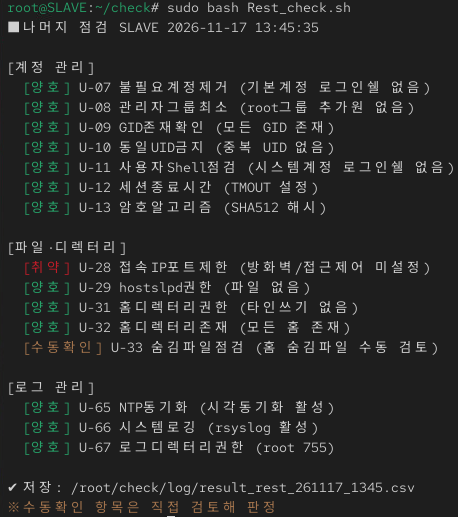 root@SLAVE:~/check# sudo bash Rest_check.sh
■나머지 점검 SLAVE 2026-11-17 13:45:35
[계정 관리]
[양호] U-07 불필요계정제거 (기본계정 로그인쉘 없음)
[양호] U-08 관리자그룹최소 (root그룹 추가원 없음)
[양호] U-09 GID존재확인 (모든 GID 존재)
[양호] U-10 동일UID금지 (중복 UID 없음)
[양호] U-11 사용자Shell점검 (시스템계정 로그인쉘 없음)
[양호] U-12 세션종료시간 (TMOUT 설정)
[양호] U-13 암호알고리즘 (SHA512 해시)
[파일·디렉터리]
[취약] U-28 접속IP포트제한 (방화벽/접근제어 미설정)
[양호] U-29 hostslpd권한 (파일 없음)
[양호] U-31 홈디렉터리권한 (타인쓰기 없음)
[양호] U-32 홈디렉터리존재 (모든 홈 존재)
[수동확인] U-33 숨김파일점검 (홈 숨김파일 수동 검토)
[로그 관리]
[양호] U-65 NTP동기화 (시각동기화 활성)
[양호] U-66 시스템로깅 (rsyslog 활성)
[양호] U-67 로그디렉터리권한 (root 755)
✔ 저장: /root/check/log/result_rest_261117_1345.csv
※수동확인 항목은 직접 검토해 판정